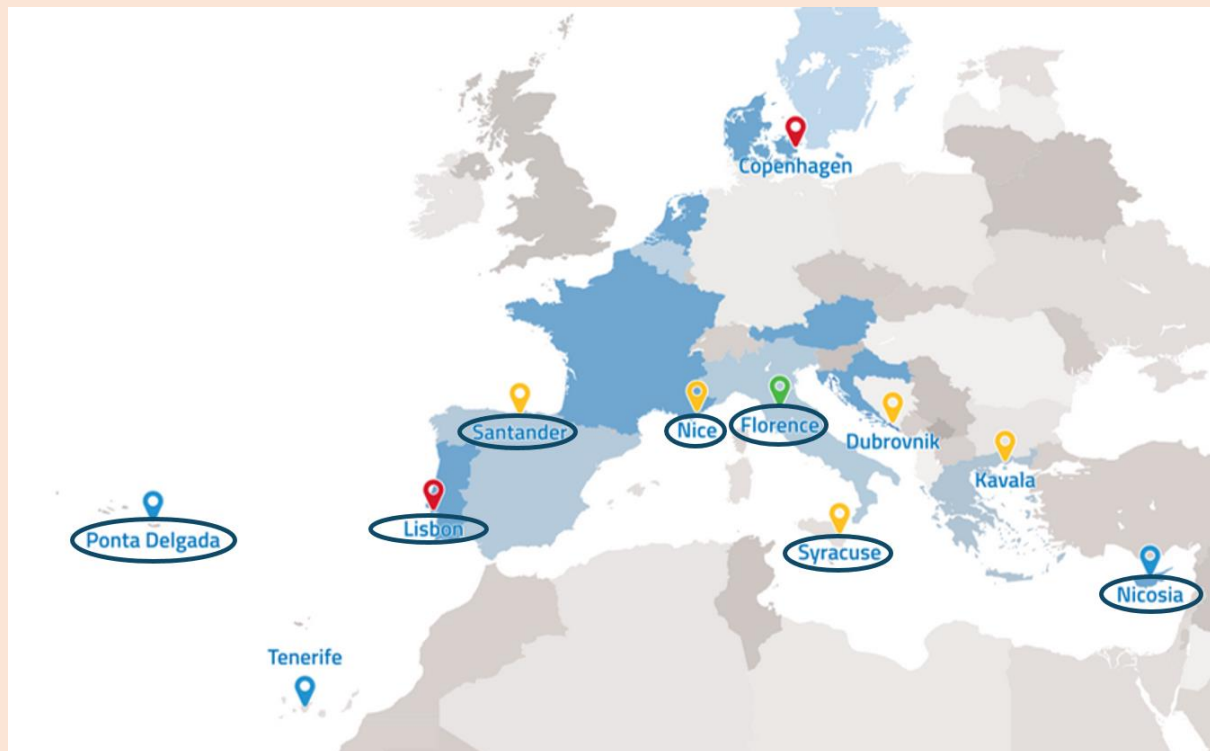 Copenhagen
Santander
Nice
Florence
Dubrovnik
Kavala
Lisbon
Ponta Delgada
Syracuse
Nicosia
Tenerife